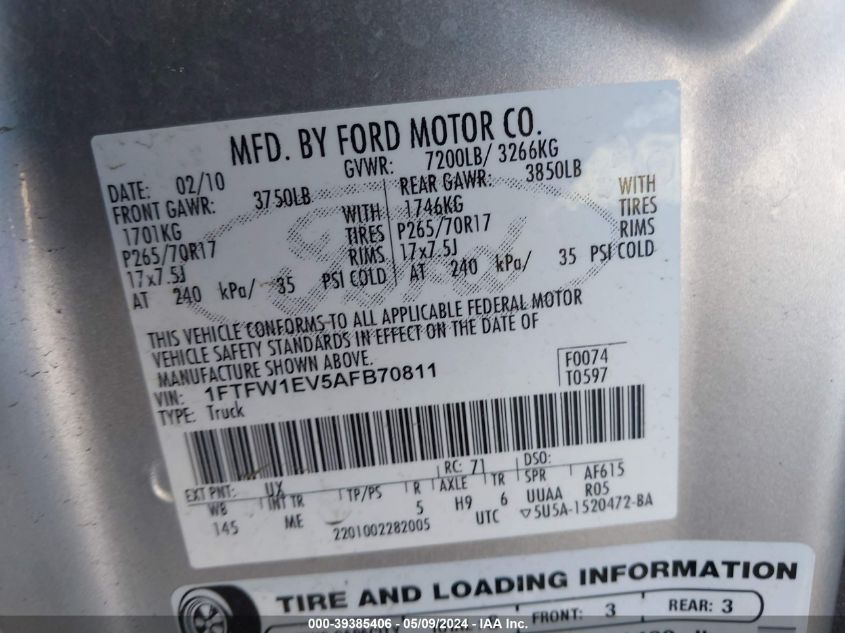 MFD. BY FORD MOTOR CO.
DATE: 02/10 GVWR: 7200LB/ 3266KG
FRONT GAWR: 3750LB REAR GAWR: 3850LB
1701KG WITH 1746KG WITH
P265/70R17 TIRES P265/70R17 TIRES
17x7.5J RIMS 17x7.5J RIMS
AT 240 kPa/ 35 PSI COLD AT 240 kPa/ 35 PSI COLD
THIS VEHICLE CONFORMS TO ALL APPLICABLE FEDERAL MOTOR
VEHICLE SAFETY STANDARDS IN EFFECT ON THE DATE OF
MANUFACTURE SHOWN ABOVE.
VIN: 1FTFW1EV5AFB70811 F0074
TYPE: Truck T0597
EXT PNT: UX RC: 71 DSO:
WB INT TR TP/PS R AXLE TR SPR AF615
145 ME 5 H9 6 UUAA R05
2201002282005 UTC ▽5U5A-1520472-BA
TIRE AND LOADING INFORMATION
FRONT: 3 REAR: 3
000-39385406 - 05/09/2024 - IAA Inc.